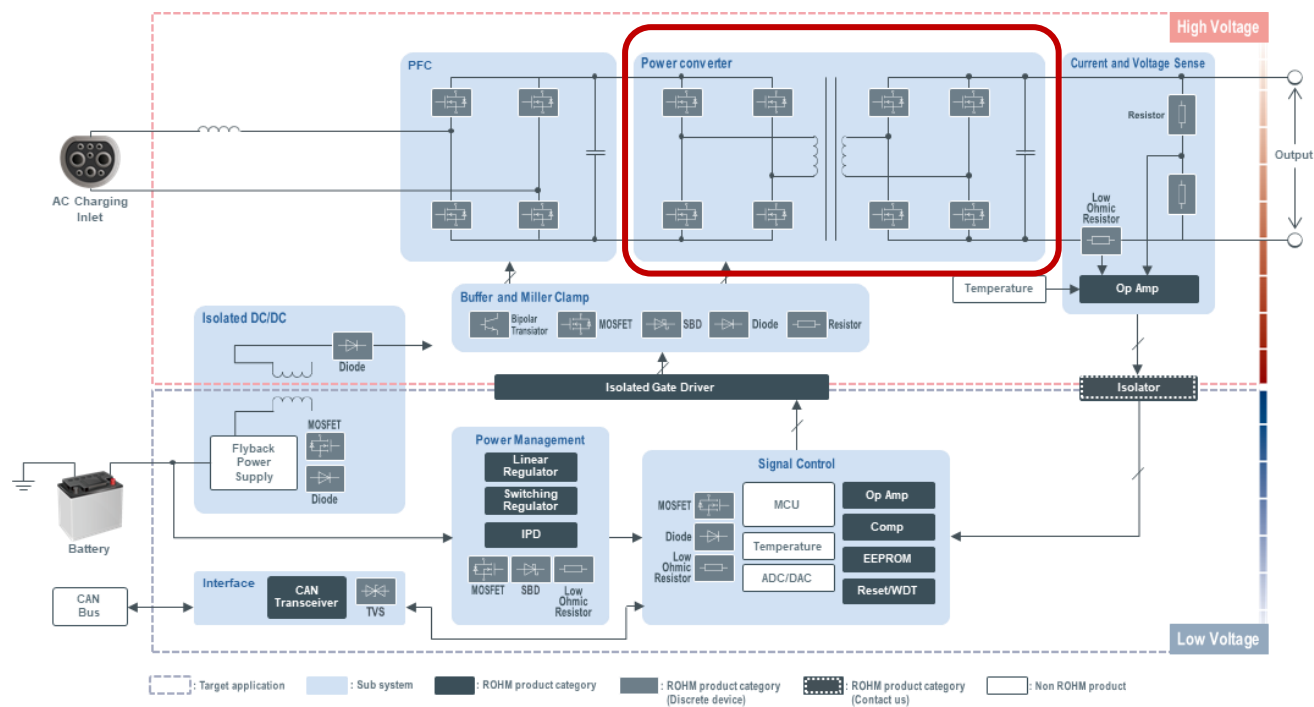 High Voltage
PFC
Power converter
Current and Voltage Sense
Resistor
Output
AC Charging
Inlet
Low
Ohmic
Resistor
Temperature
Op Amp
Buffer and Miller Clamp
Bipolar
Transiator
MOSFET
SBD
Diode
Resistor
Isolated DC/DC
Diode
Isolated Gate Driver
Isolator
MOSFET
Flyback
Power
Supply
Diode
Battery
Power Management
Linear
Regulator
Switching
Regulator
IPD
MOSFET
SBD
Low
Ohmic
Resistor
Signal Control
MOSFET
Diode
Low
Ohmic
Resistor
MCU
Temperature
ADC/DAC
Op Amp
Comp
EEPROM
Reset/WDT
Interface
CAN
Bus
CAN
Transceiver
TVS
Low Voltage
: Target application
: Sub system
: ROHM product category
: ROHM product category
(Discrete device)
: ROHM product category
(Contact us)
: Non ROHM product